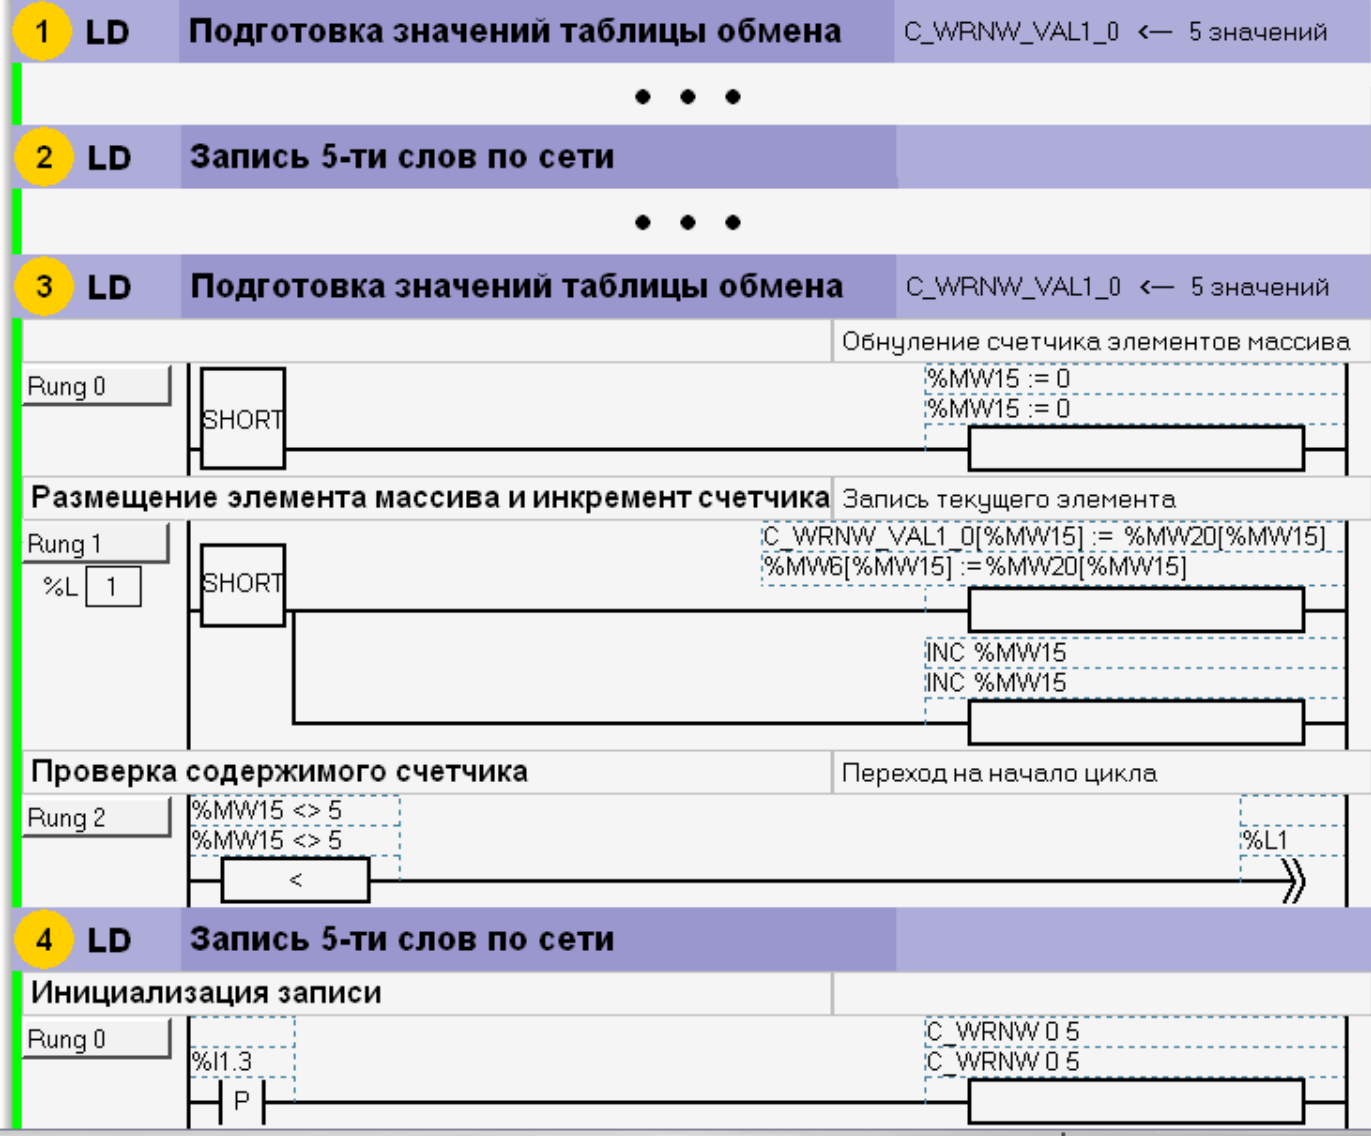 1 LD Подготовка значений таблицы обмена C_WRNW_VAL1_0 <— 5 значений
• • •
2 LD Запись 5-ти слов по сети
• • •
3 LD Подготовка значений таблицы обмена C_WRNW_VAL1_0 <— 5 значений
Обнуление счетчика элементов массива
Rung 0
SHORT
%MW15 := 0
%MW15 := 0
Размещение элемента массива и инкремент счетчика Запись текущего элемента
Rung 1
%L 1
SHORT
C_WRNW_VAL1_0[%MW15] := %MW20[%MW15]
%MW6[%MW15] :=%MW20[%MW15]
INC %MW15
INC %MW15
Проверка содержимого счетчика Переход на начало цикла
Rung 2
%MW15 <> 5
%MW15 <> 5
<
%L1
4 LD Запись 5-ти слов по сети
Инициализация записи
Rung 0
%I1.3
P
C_WRNW 0 5
C_WRNW 0 5